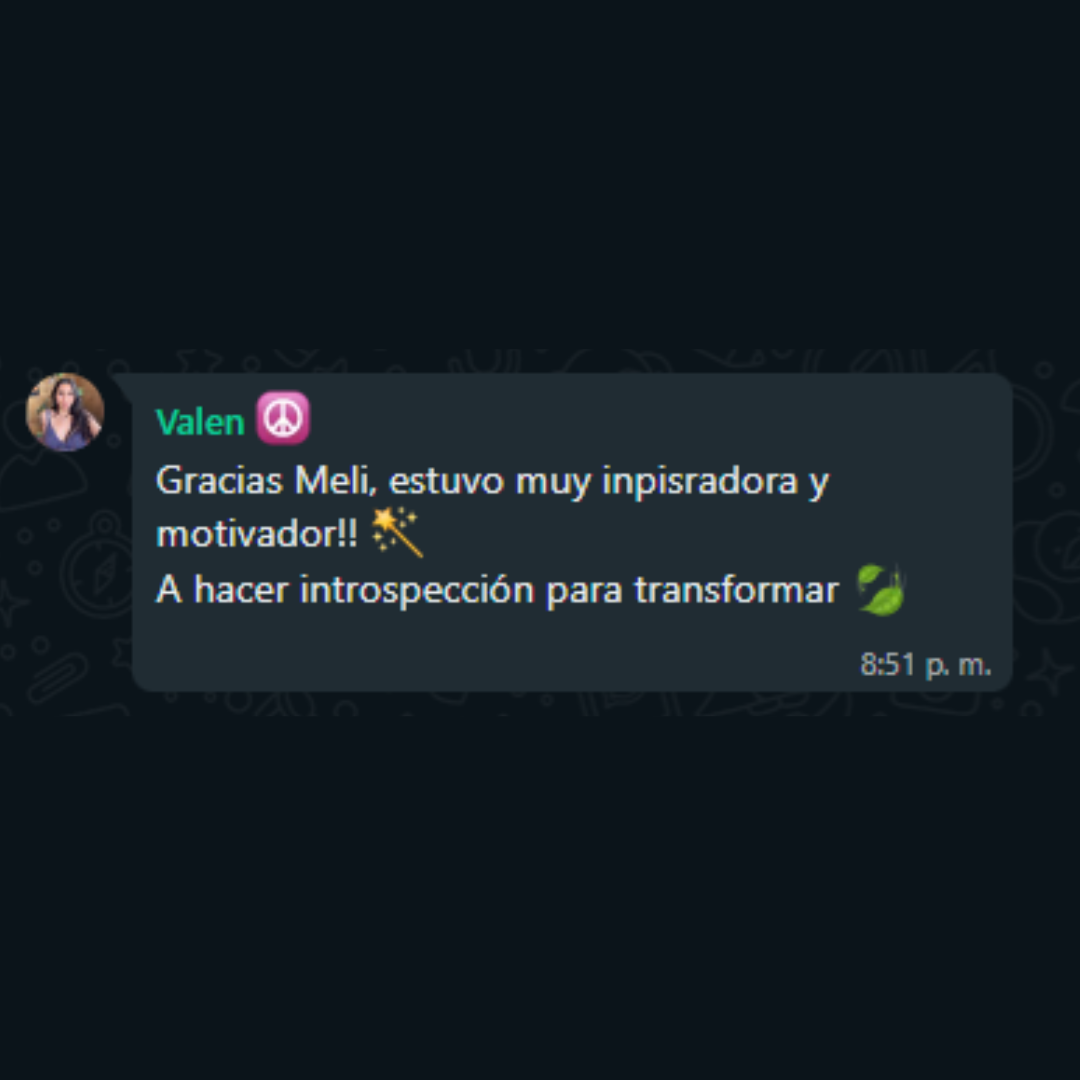 Valen ☮️
Gracias Meli, estuvo muy inpisradora y
motivador!! 🪄
A hacer introspección para transformar 🍃
8:51 p. m.